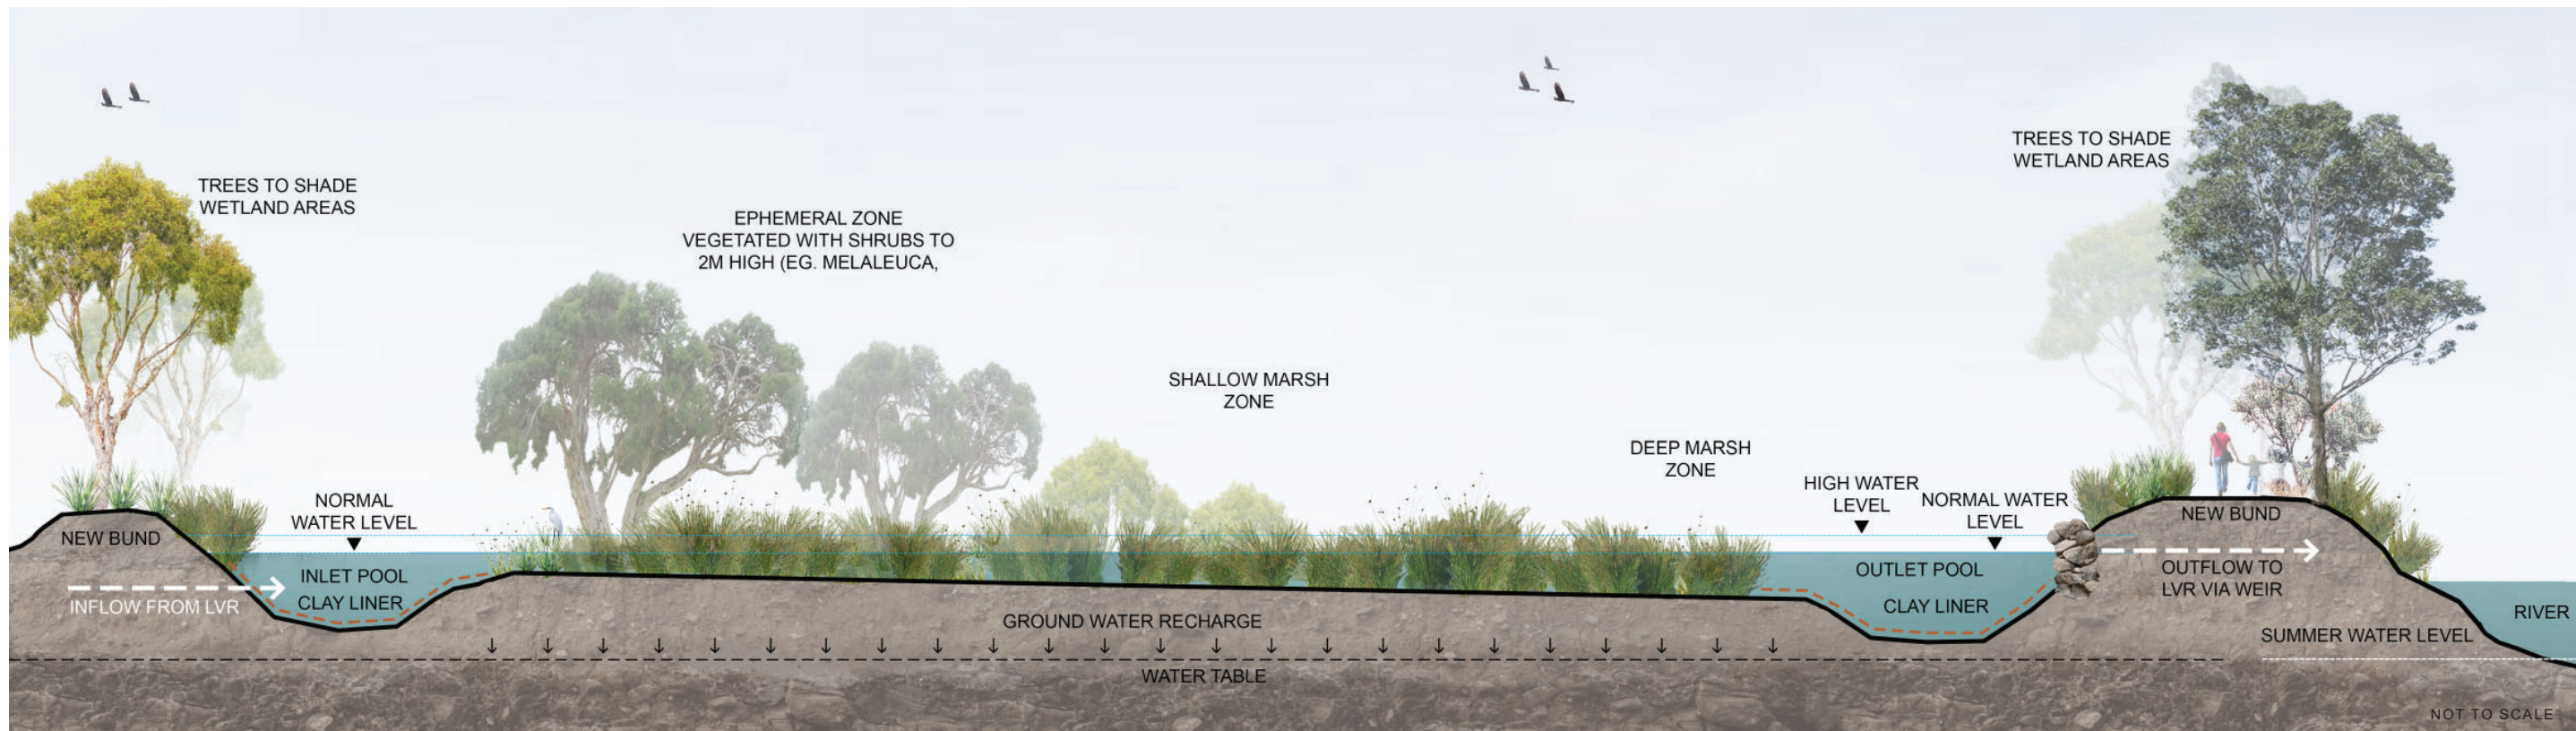 TREES TO SHADE
WETLAND AREAS
EPHEMERAL ZONE
VEGETATED WITH SHRUBS TO
2M HIGH (EG. MELALEUCA,
SHALLOW MARSH
ZONE
DEEP MARSH
ZONE
TREES TO SHADE
WETLAND AREAS
NORMAL
WATER LEVEL
HIGH WATER
LEVEL
NORMAL WATER
LEVEL
NEW BUND
INFLOW FROM LVR
INLET POOL
CLAY LINER
GROUND WATER RECHARGE
WATER TABLE
OUTLET POOL
CLAY LINER
NEW BUND
OUTFLOW TO
LVR VIA WEIR
RIVER
SUMMER WATER LEVEL
NOT TO SCALE